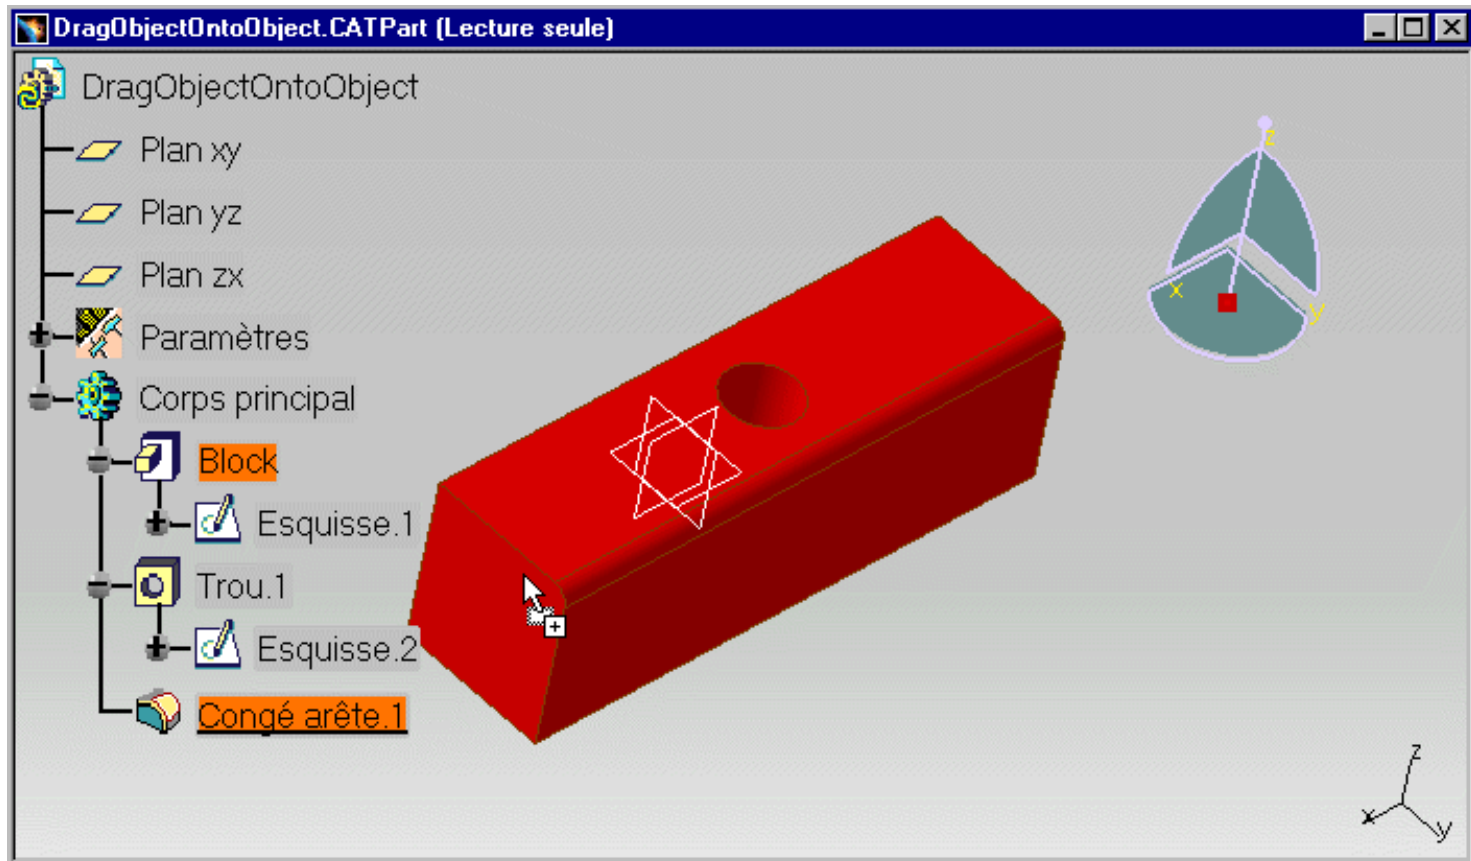 DragObjectOntoObject.CATPart (Lecture seule)
DragObjectOntoObject
Plan xy
Plan yz
Plan zx
Paramètres
Corps principal
Block
Esquisse.1
Trou.1
Esquisse.2
Congé arête.1
z
x
y
z
x
y